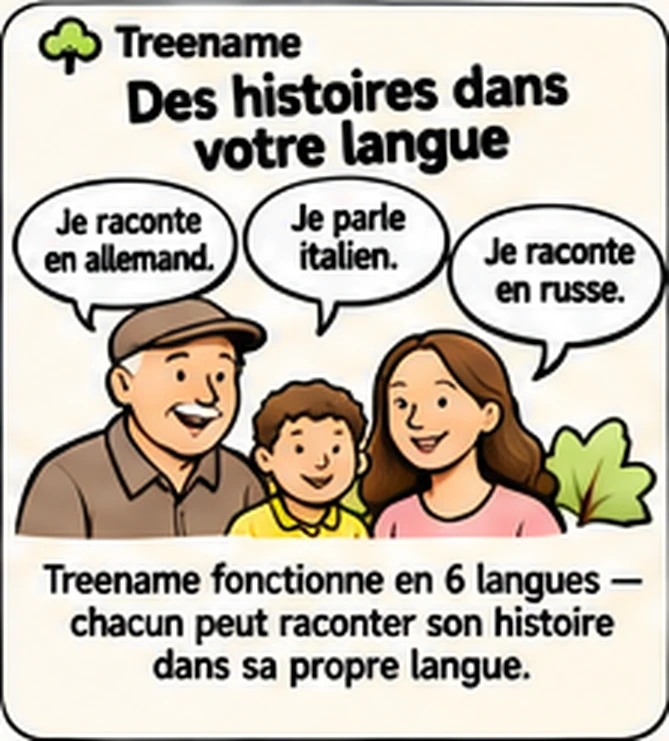 Treename
Des histoires dans
votre langue
Je raconte
en allemand.
Je parle
italien.
Je raconte
en russe.
Treename fonctionne en 6 langues —
chacun peut raconter son histoire
dans sa propre langue.